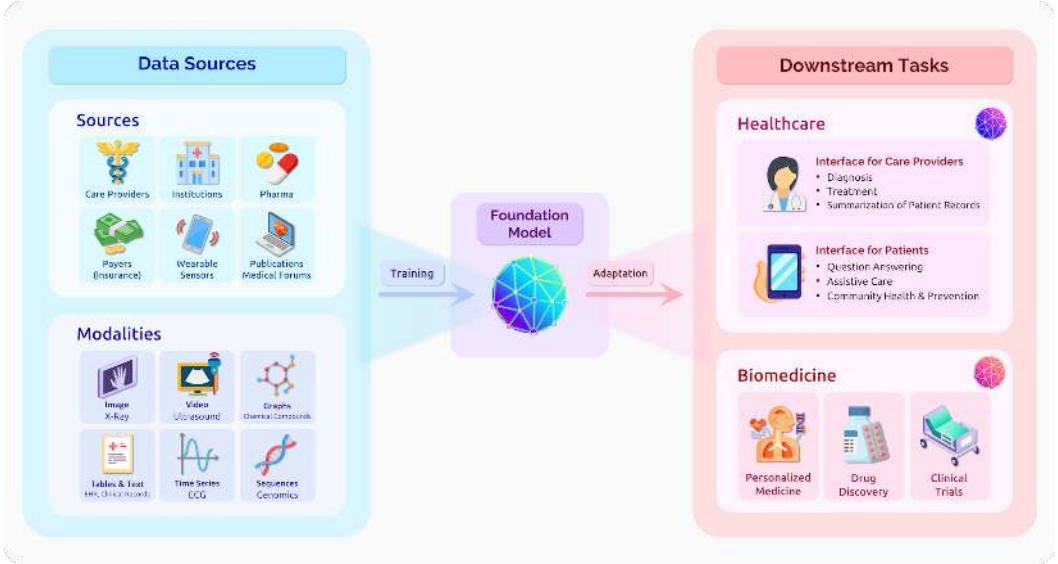 Data Sources
Sources
Care Providers
Institutions
Pharma
Payers
(Insurance)
Wearable
Sensors
Publications
Medical Forums
Modalities
Image
X-Ray
Video
Ultrasound
Graphs
Chemical Compounds
Tables & Text
EHR, Clinical Records
Time Series
ECG
Sequences
Genomics
Training
Foundation
Model
Adaptation
Downstream Tasks
Healthcare
Interface for Care Providers
• Diagnosis
• Treatment
• Summarization of Patient Records
Interface for Patients
• Question Answering
• Assistive Care
• Community Health & Prevention
Biomedicine
Personalized
Medicine
Drug
Discovery
Clinical
Trials